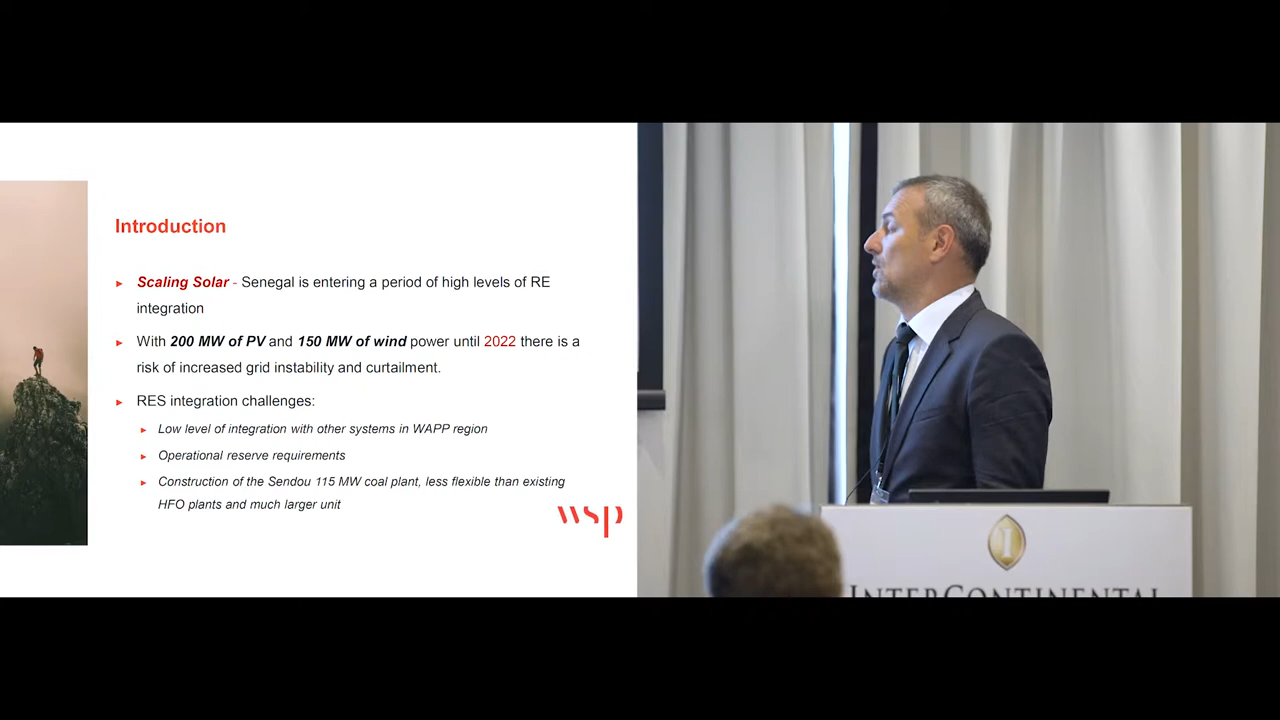 Introduction
► Scaling Solar - Senegal is entering a period of high levels of RE
integration
► With 200 MW of PV and 150 MW of wind power until 2022 there is a
risk of increased grid instability and curtailment.
► RES integration challenges:
► Low level of integration with other systems in WAPP region
► Operational reserve requirements
► Construction of the Sendou 115 MW coal plant, less flexible than existing
HFO plants and much larger unit
wsp
I
INTERCONTINENTAL